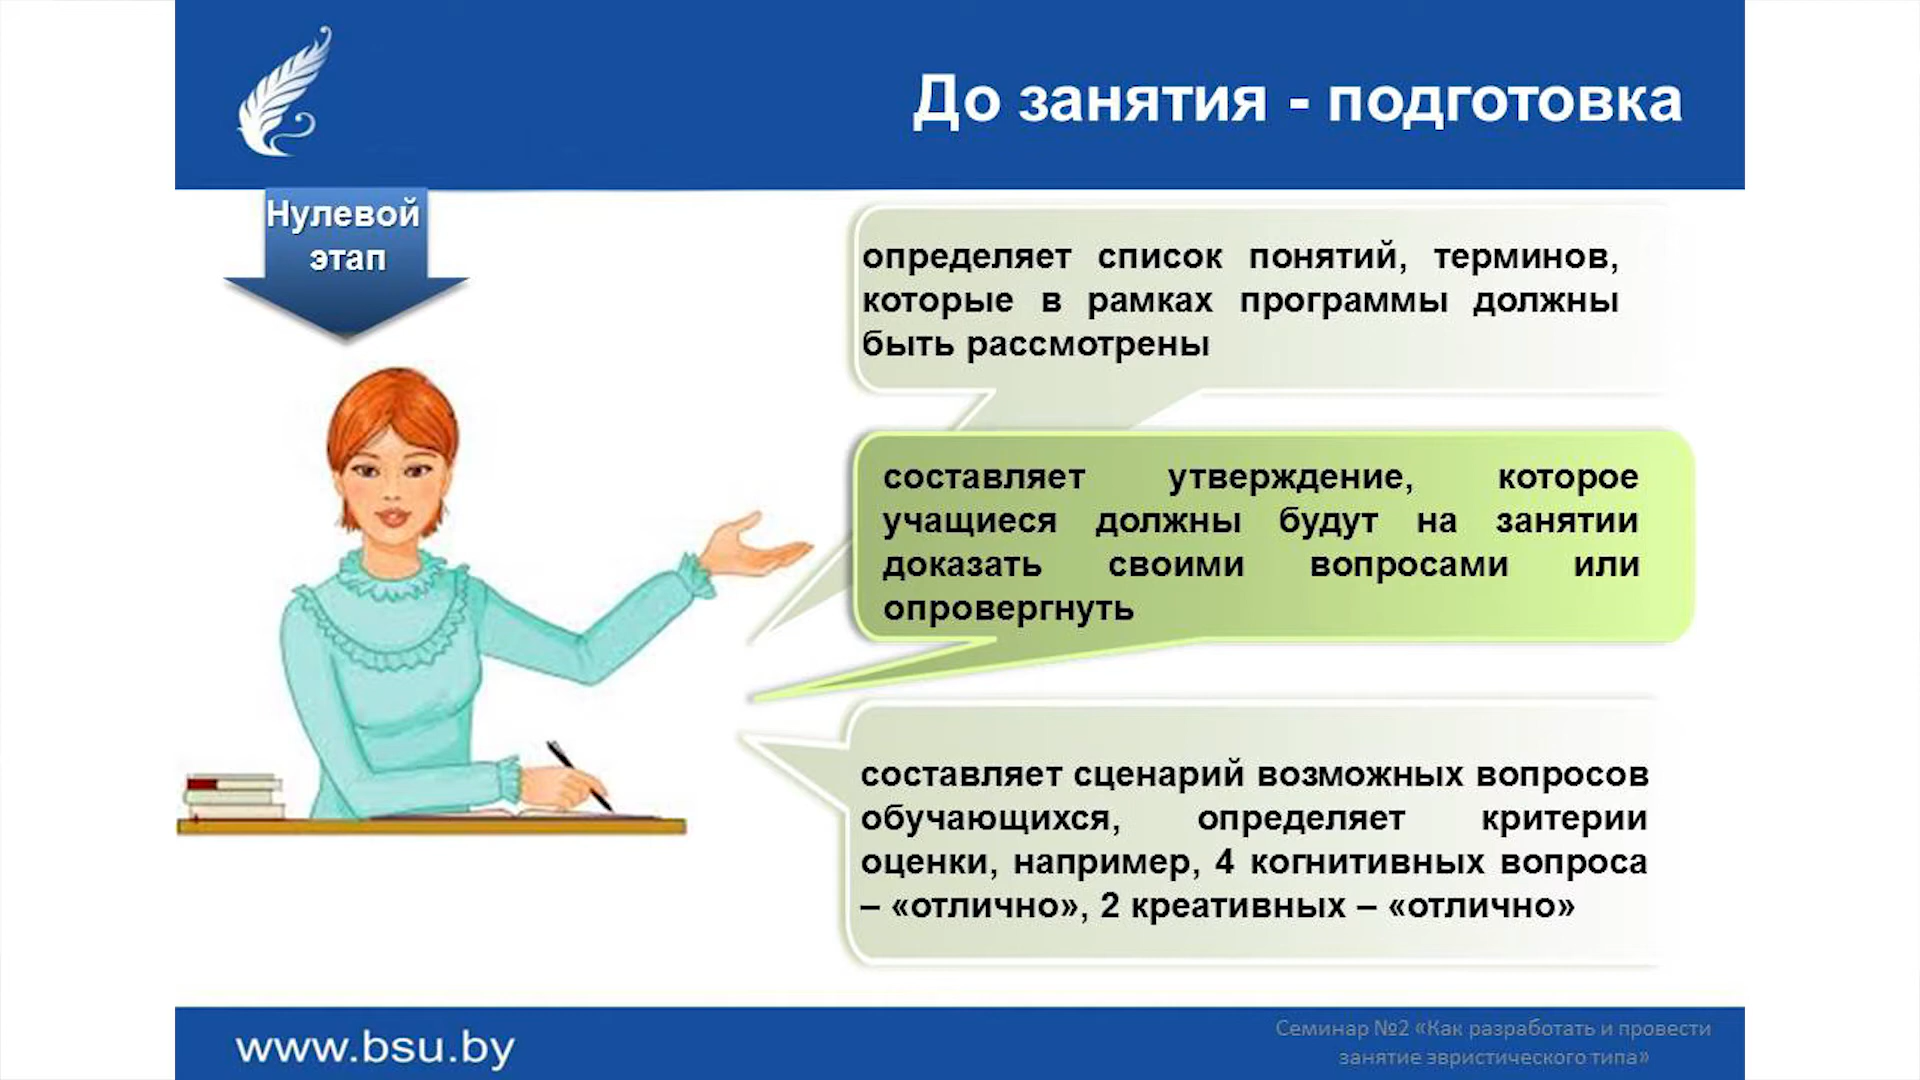 До занятия - подготовка
Нулевой
этап
определяет список понятий, терминов,
которые в рамках программы должны
быть рассмотрены
составляет утверждение, которое
учащиеся должны будут на занятии
доказать своими вопросами или
опровергнуть
составляет сценарий возможных вопросов
обучающихся, определяет критерии
оценки, например, 4 когнитивных вопроса
– «отлично», 2 креативных – «отлично»
www.bsu.by
Семинар №2 «Как разработать и провести
занятие эвристического типа»